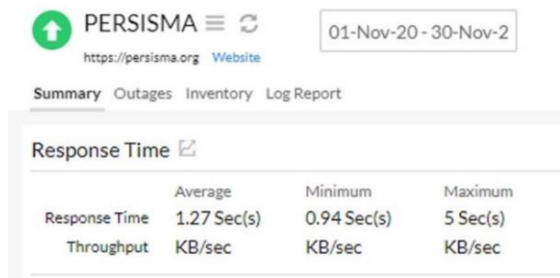 PERSISMA
01-Nov-20 - 30-Nov-2
https://persisma.org Website
Summary Outages Inventory Log Report
Response Time
Average Minimum Maximum
Response Time 1.27 Sec(s) 0.94 Sec(s) 5 Sec(s)
Throughput KB/sec KB/sec KB/sec